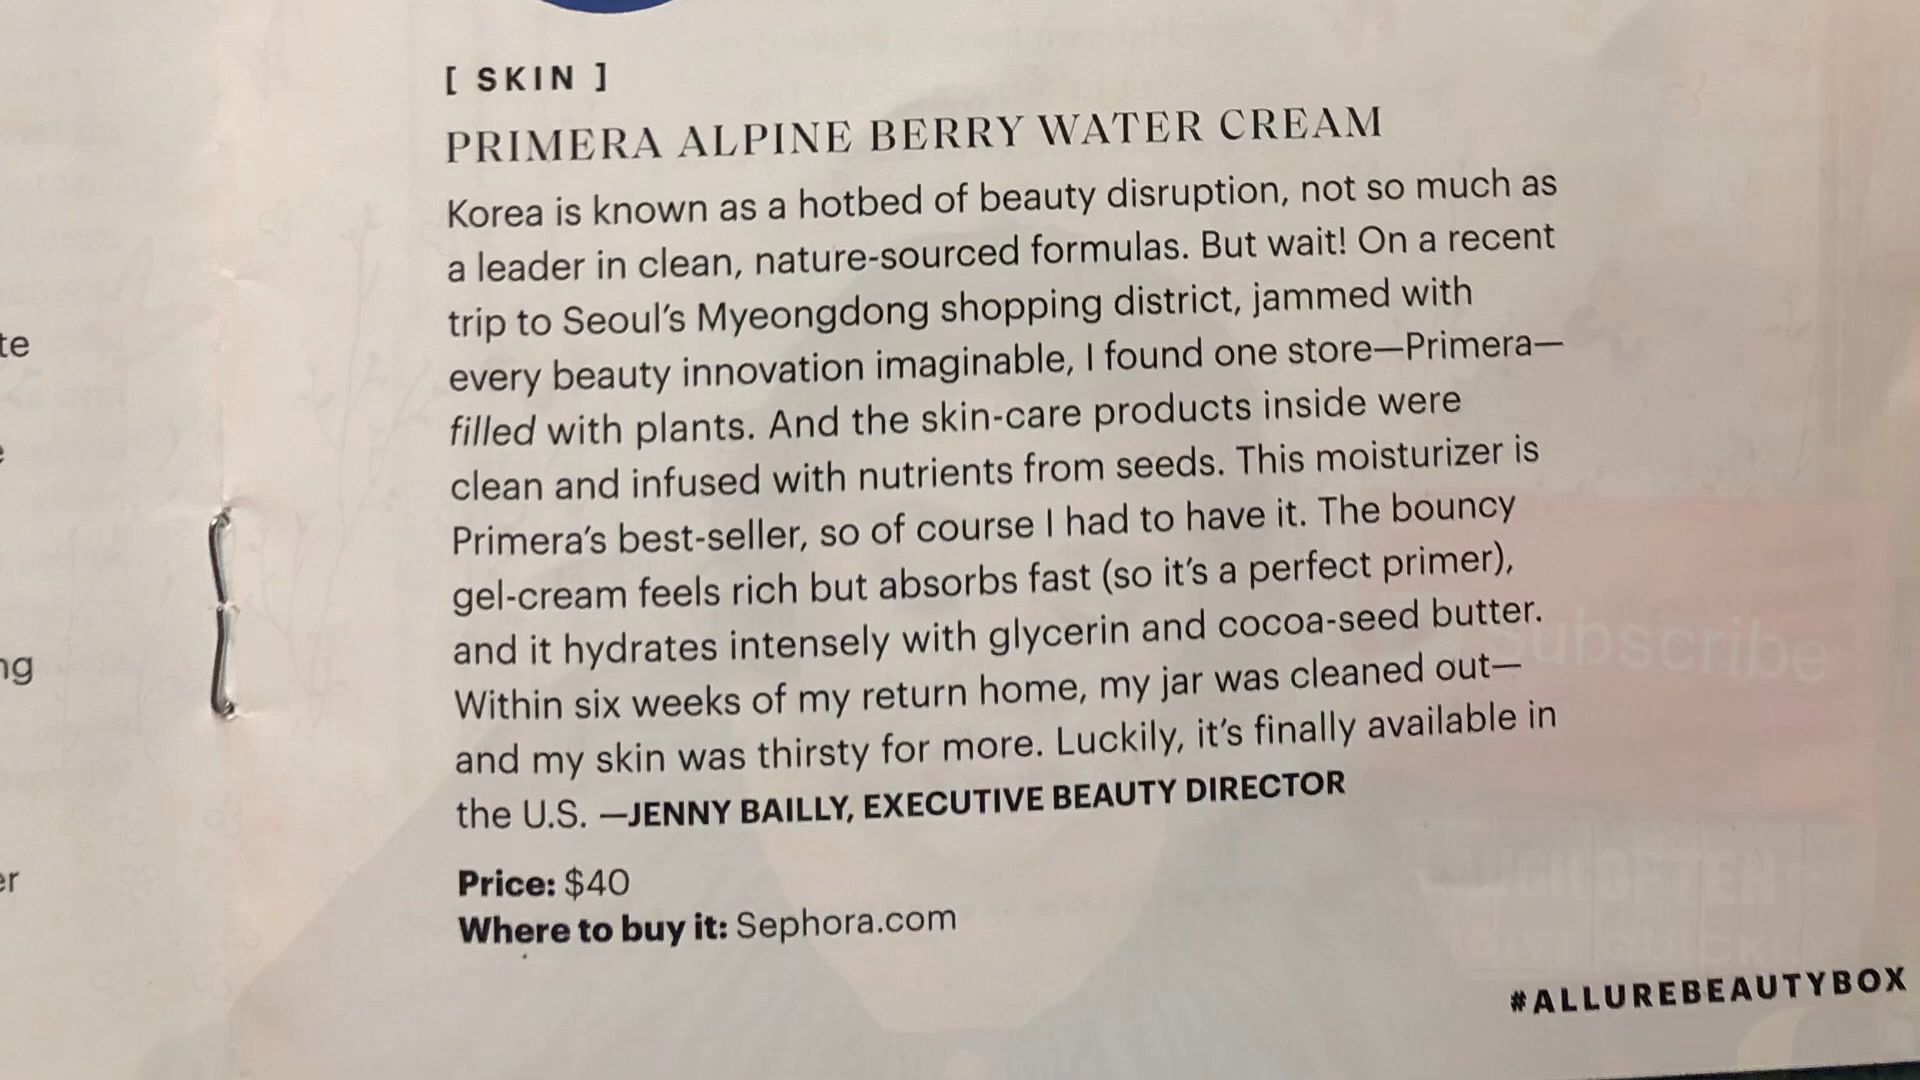 [ SKIN ]
PRIMERA ALPINE BERRY WATER CREAM
Korea is known as a hotbed of beauty disruption, not so much as
a leader in clean, nature-sourced formulas. But wait! On a recent
trip to Seoul's Myeongdong shopping district, jammed with
every beauty innovation imaginable, I found one store—Primera—
filled with plants. And the skin-care products inside were
clean and infused with nutrients from seeds. This moisturizer is
Primera's best-seller, so of course I had to have it. The bouncy
gel-cream feels rich but absorbs fast (so it's a perfect primer),
and it hydrates intensely with glycerin and cocoa-seed butter.
Within six weeks of my return home, my jar was cleaned out—
and my skin was thirsty for more. Luckily, it's finally available in
the U.S. —JENNY BAILLY, EXECUTIVE BEAUTY DIRECTOR
Price: $40
Where to buy it: Sephora.com
#ALLUREBEAUTYBOX
te
ng
er
subscribe